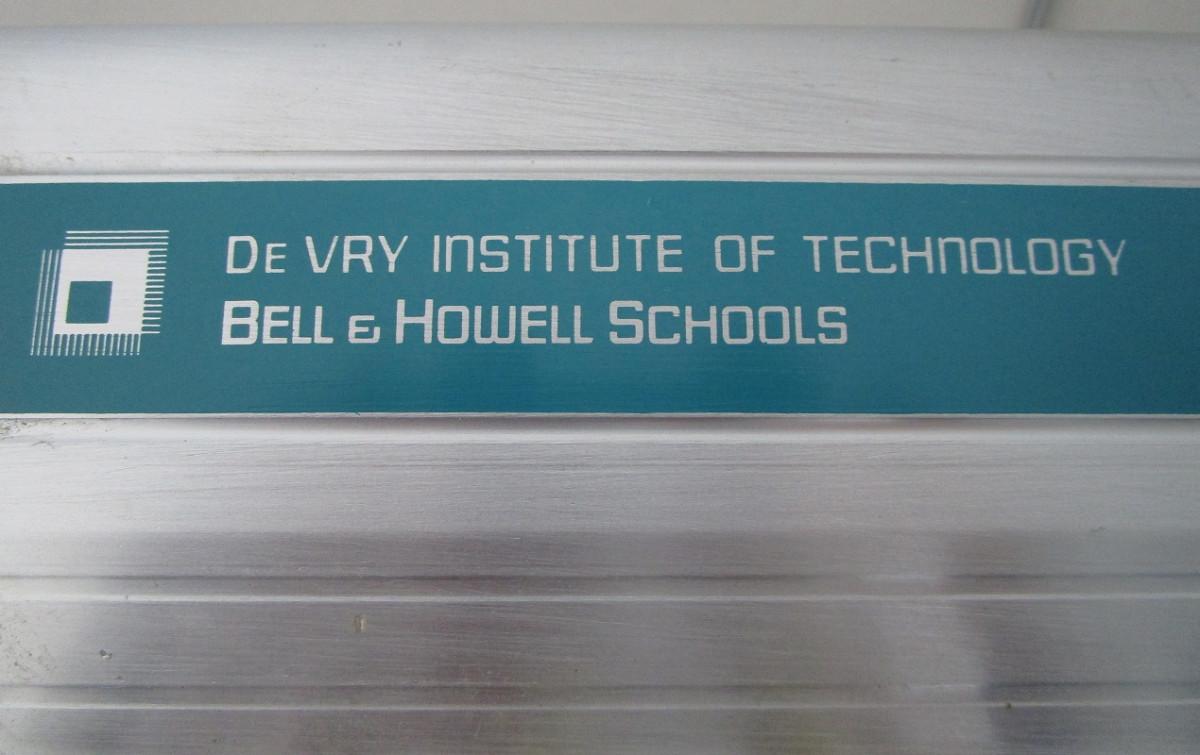 DE VRY INSTITUTE OF TECHNOLOGY
BELL & HOWELL SCHOOLS